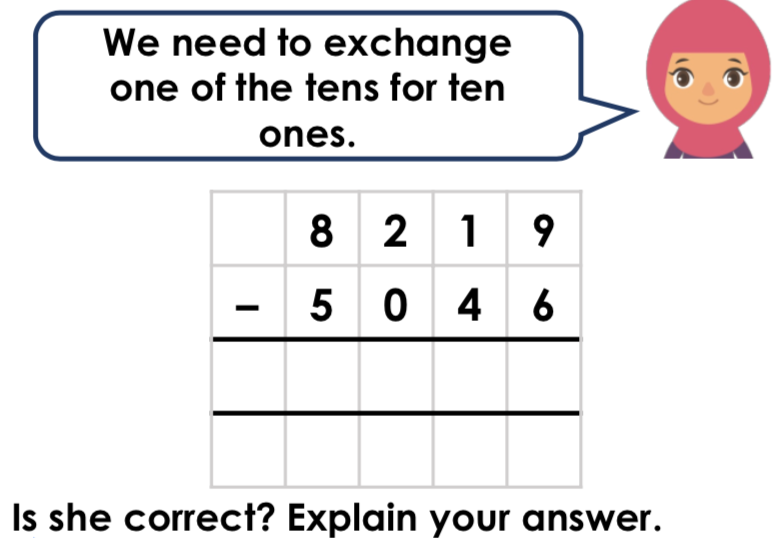 We need to exchange
one of the tens for ten
ones.
8 2 1 9
– 5 0 4 6
Is she correct? Explain your answer.